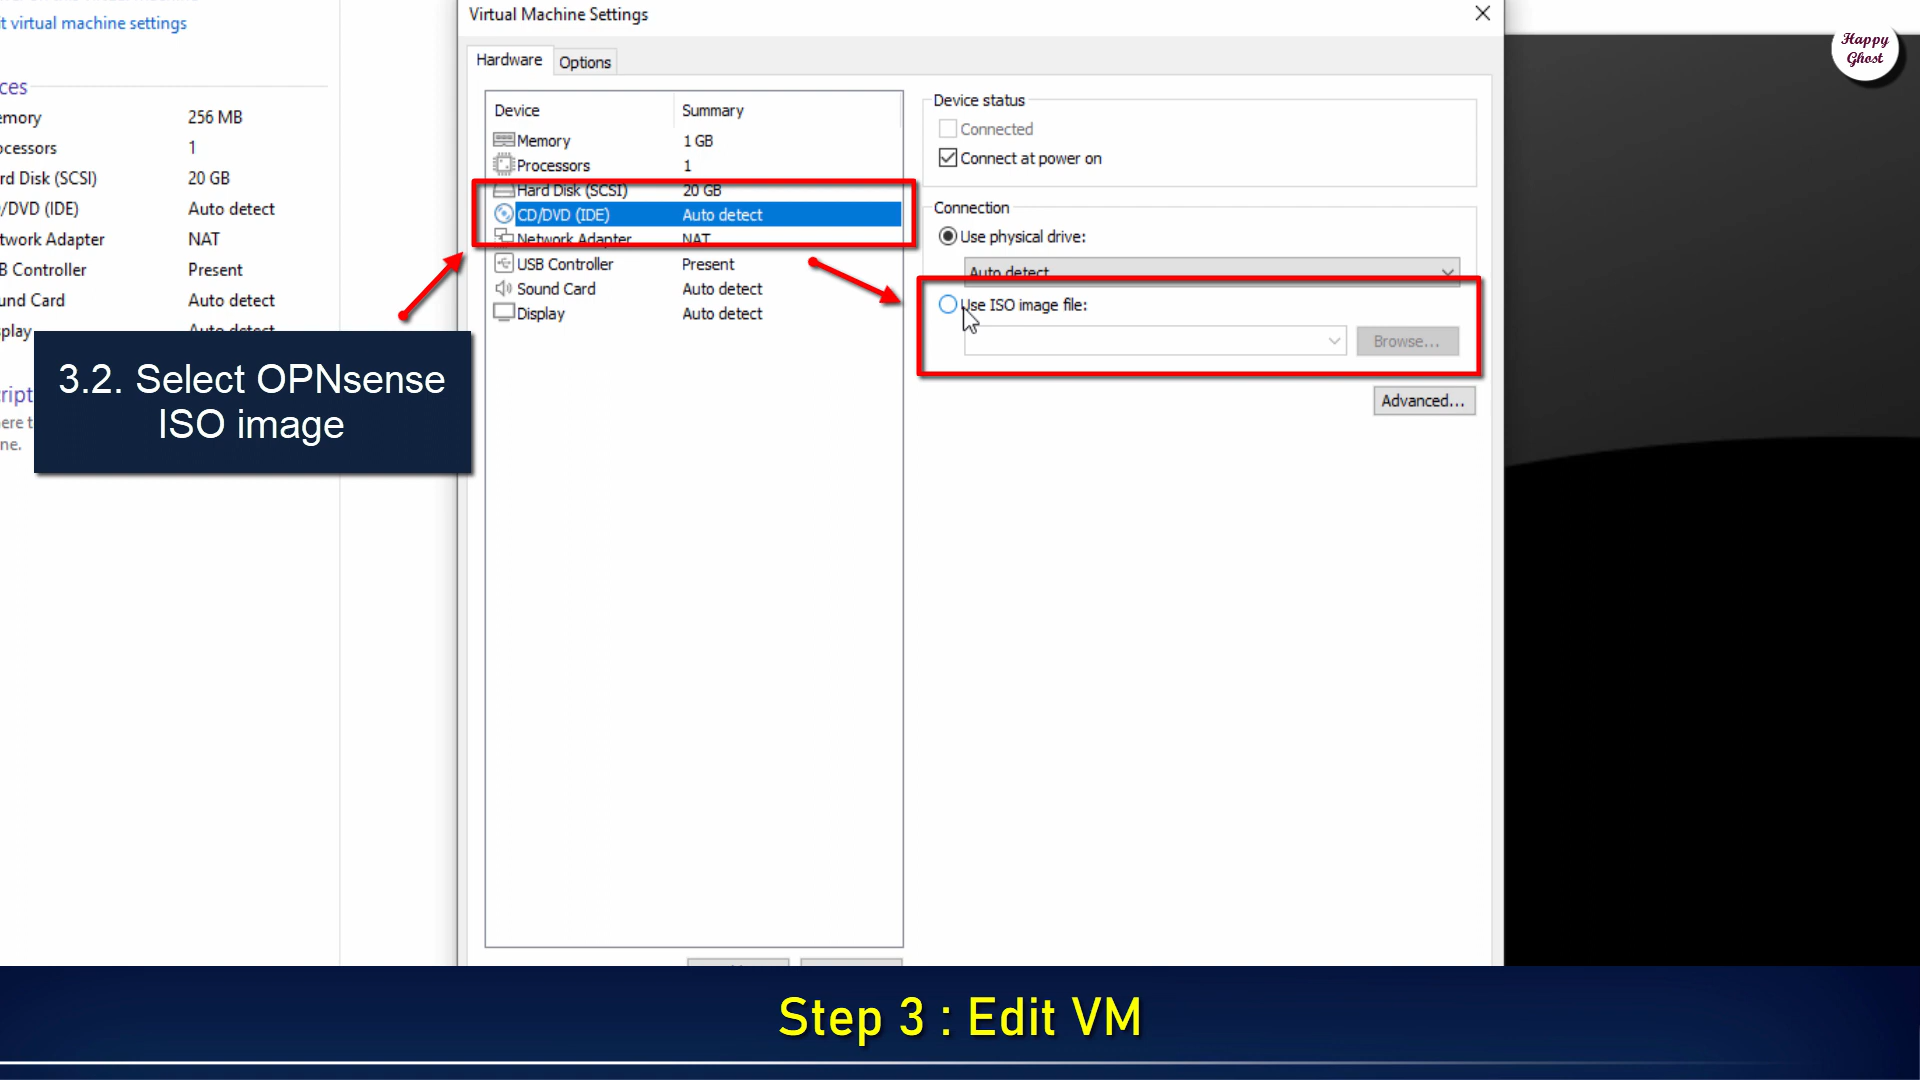 it virtual machine settings
ces
emory 256 MB
ocessors 1
rd Disk (SCSI) 20 GB
/DVD (IDE) Auto detect
twork Adapter NAT
B Controller Present
und Card Auto detect
splay Auto detect
cript
ere t
ne.
3.2. Select OPNsense
ISO image
Virtual Machine Settings
Hardware Options
Device Summary
Memory 1 GB
Processors 1
Hard Disk (SCSI) 20 GB
CD/DVD (IDE) Auto detect
Network Adapter NAT
USB Controller Present
Sound Card Auto detect
Display Auto detect
Device status
Connected
Connect at power on
Connection
Use physical drive:
Auto detect
Use ISO image file:
Browse...
Advanced...
Happy
Ghost
Step 3 : Edit VM